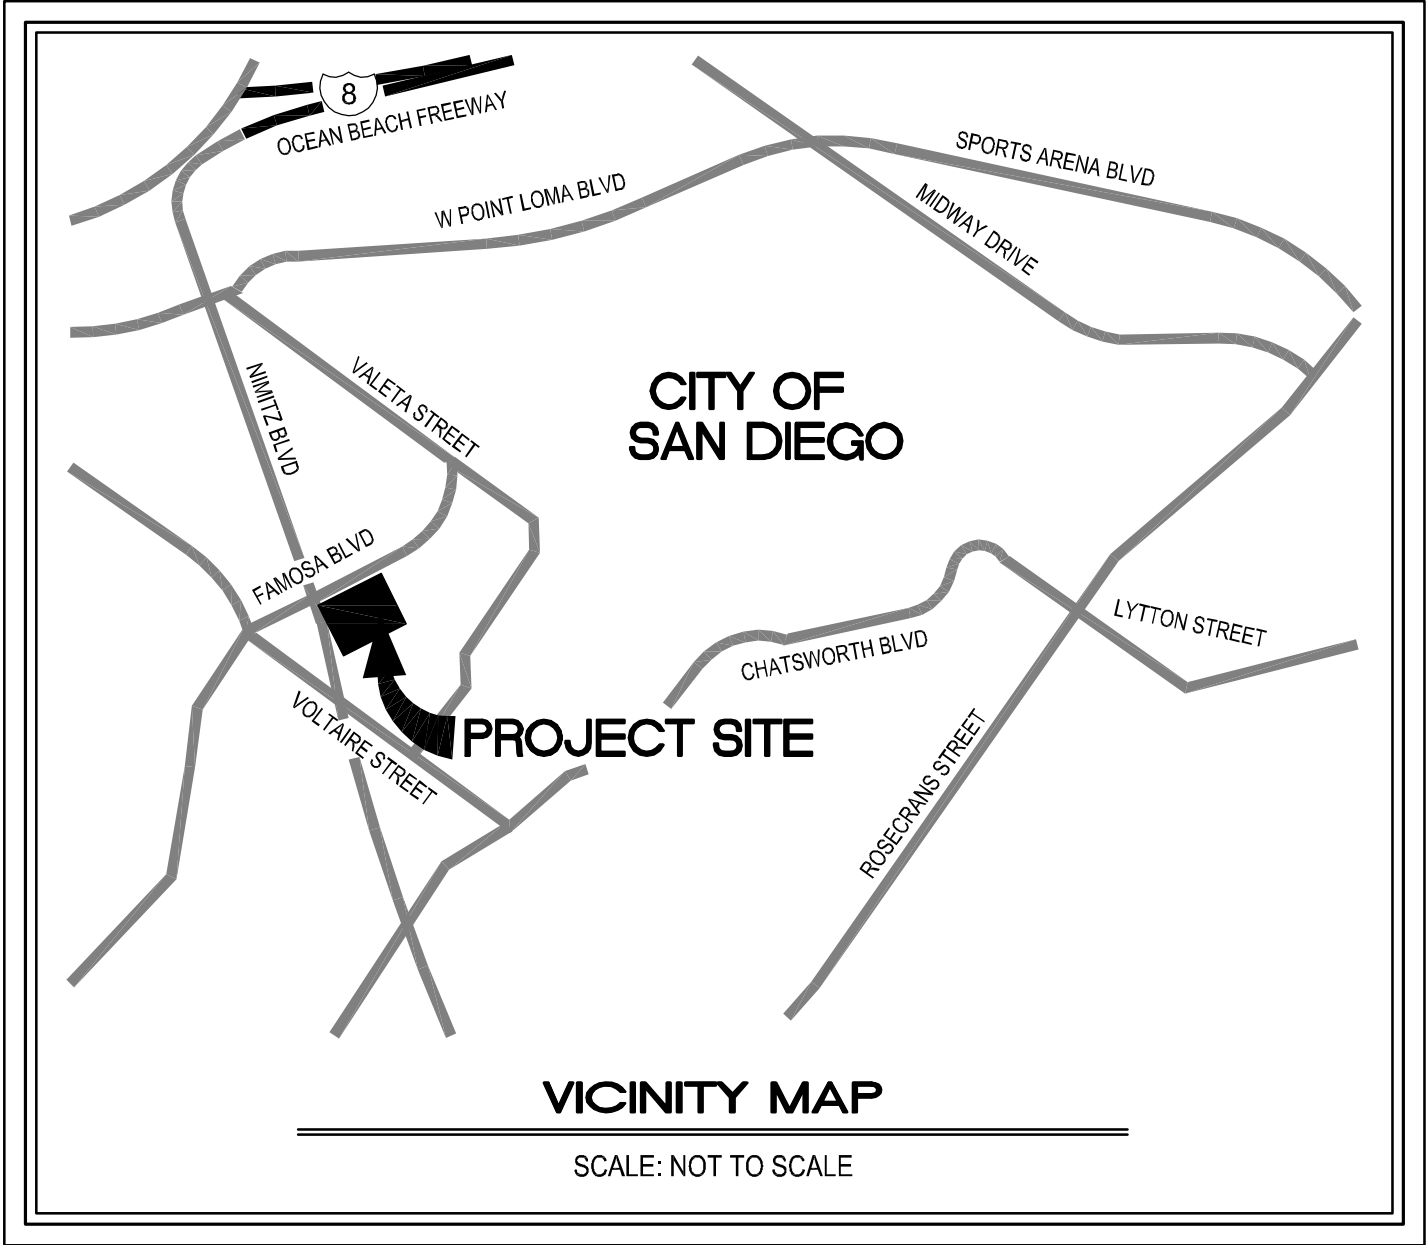 8
OCEAN BEACH FREEWAY
SPORTS ARENA BLVD
W POINT LOMA BLVD
MIDWAY DRIVE
NIMITZ BLVD
VALETA STREET
CITY OF
SAN DIEGO
FAMOSA BLVD
LYTTON STREET
CHATSWORTH BLVD
VOLTAIRE STREET
PROJECT SITE
ROSECRANS STREET
VICINITY MAP
SCALE: NOT TO SCALE